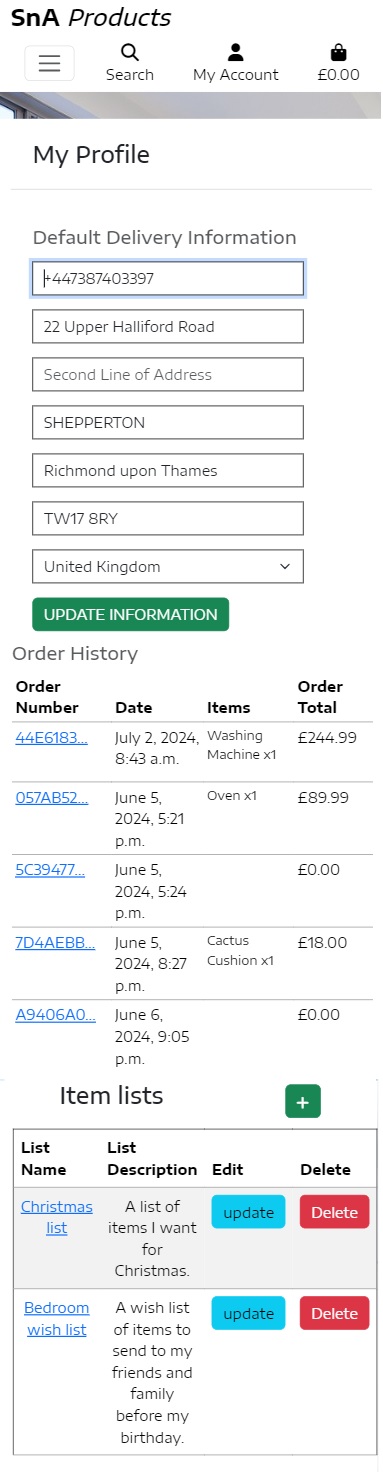 SnA Products
Search
My Account
£0.00
My Profile
Default Delivery Information
+447387403397
22 Upper Halliford Road
Second Line of Address
SHEPPERTON
Richmond upon Thames
TW17 8RY
United Kingdom
UPDATE INFORMATION
Order History
Order Number Date Items Order Total
44E6183... July 2, 2024, 8:43 a.m. Washing Machine x1 £244.99
057AB52... June 5, 2024, 5:21 p.m. Oven x1 £89.99
5C39477... June 5, 2024, 5:24 p.m. £0.00
7D4AEBB... June 5, 2024, 8:27 p.m. Cactus Cushion x1 £18.00
A9406A0... June 6, 2024, 9:05 p.m. £0.00
Item lists
+
List Name List Description Edit Delete
Christmas list A list of items I want for Christmas. update Delete
Bedroom wish list A wish list of items to send to my friends and family before my birthday. update Delete